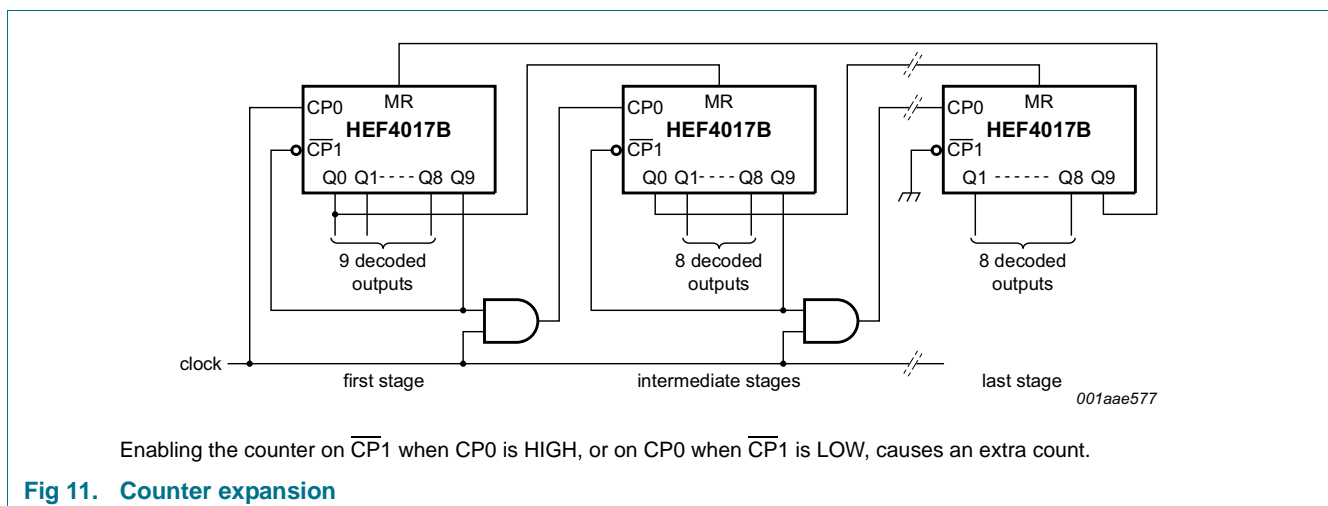 MR MR MR
CP0 CP0 CP0
HEF4017B HEF4017B HEF4017B
CP1 CP1 CP1
Q0 Q1 - - - - Q8 Q9 Q0 Q1 - - - - Q8 Q9 Q1 - - - - - - Q8 Q9
9 decoded outputs 8 decoded outputs 8 decoded outputs
clock
first stage intermediate stages last stage
001aae577
Enabling the counter on CP1 when CP0 is HIGH, or on CP0 when CP1 is LOW, causes an extra count.
Fig 11. Counter expansion